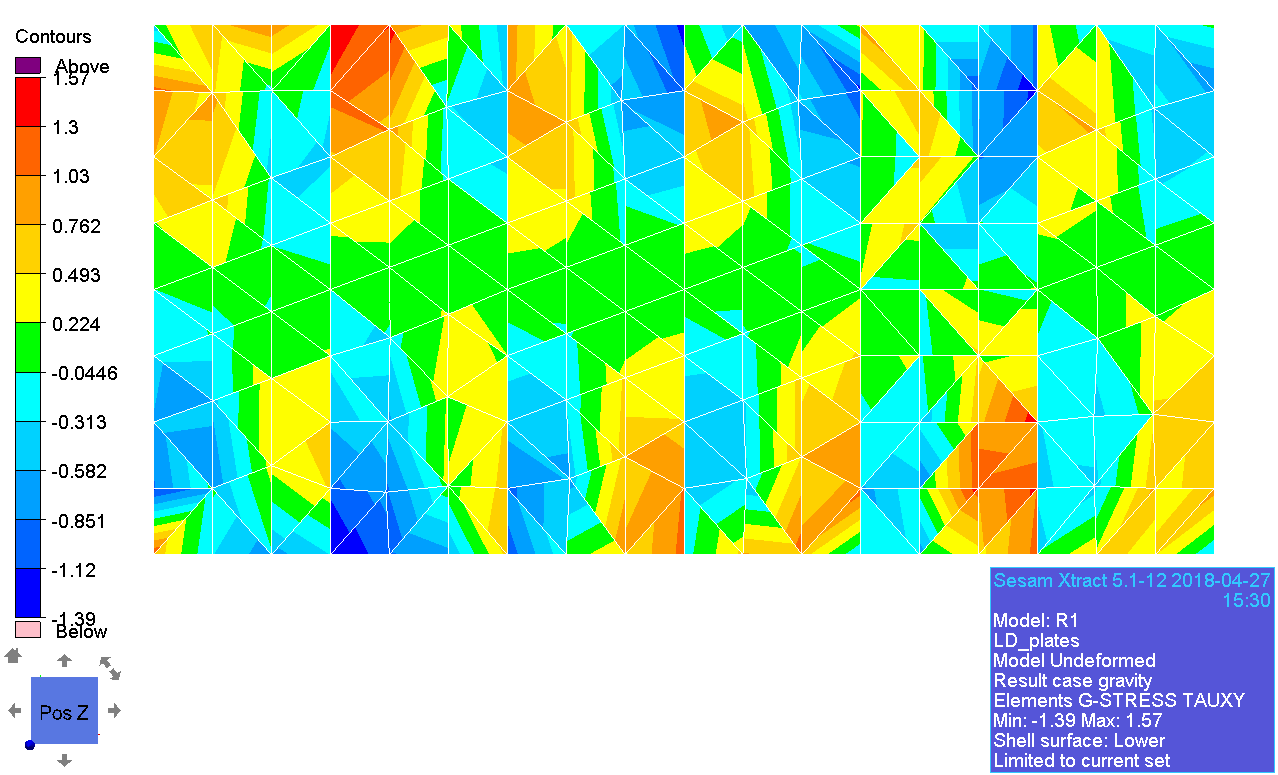 Contours
Above
1.57
1.3
1.03
0.762
0.493
0.224
-0.0446
-0.313
-0.582
-0.851
-1.12
-1.39
Below
Pos Z
Sesam Xtract 5.1-12 2018-04-27
15:30
Model: R1
LD_plates
Model Undeformed
Result case gravity
Elements G-STRESS TAUXY
Min: -1.39 Max: 1.57
Shell surface: Lower
Limited to current set